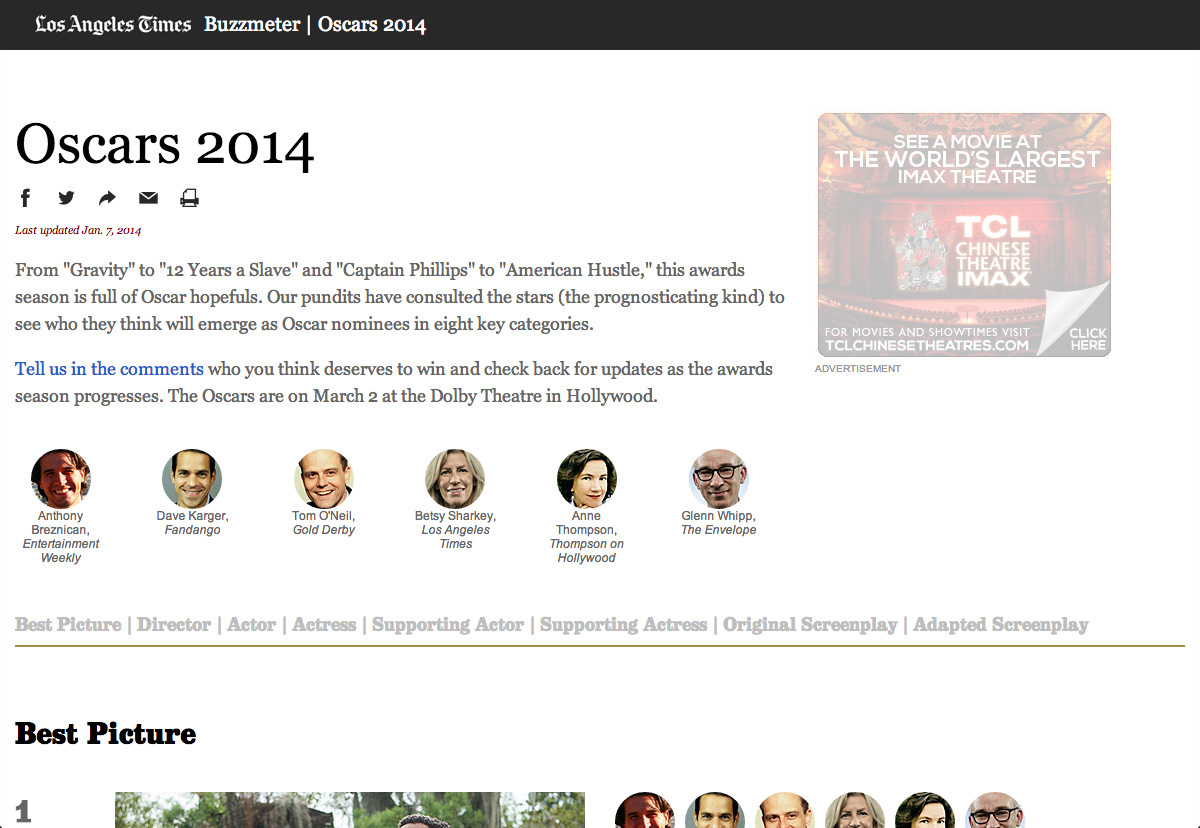 Los Angeles Times Buzzmeter | Oscars 2014
Oscars 2014
Last updated Jan. 7, 2014
From "Gravity" to "12 Years a Slave" and "Captain Phillips" to "American Hustle," this awards
season is full of Oscar hopefuls. Our pundits have consulted the stars (the prognosticating kind) to
see who they think will emerge as Oscar nominees in eight key categories.
Tell us in the comments who you think deserves to win and check back for updates as the awards
season progresses. The Oscars are on March 2 at the Dolby Theatre in Hollywood.
SEE A MOVIE AT
THE WORLD'S LARGEST
IMAX THEATRE
TCL
CHINESE
THEATRE
IMAX
FOR MOVIES AND SHOWTIMES VISIT
TCLCHINESETHEATRES.COM
CLICK
HERE
ADVERTISEMENT
Anthony
Breznican,
Entertainment
Weekly
Dave Karger,
Fandango
Tom O'Neil,
Gold Derby
Betsy Sharkey,
Los Angeles
Times
Anne
Thompson,
Thompson on
Hollywood
Glenn Whipp,
The Envelope
Best Picture | Director | Actor | Actress | Supporting Actor | Supporting Actress | Original Screenplay | Adapted Screenplay
Best Picture
1